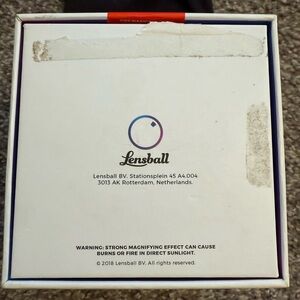 Lensball
Lensball BV. Stationsplein 45 A4.004
3013 AK Rotterdam, Netherlands.
WARNING: STRONG MAGNIFYING EFFECT CAN CAUSE
BURNS OR FIRE IN DIRECT SUNLIGHT.
© 2018 Lensball BV. All rights reserved.